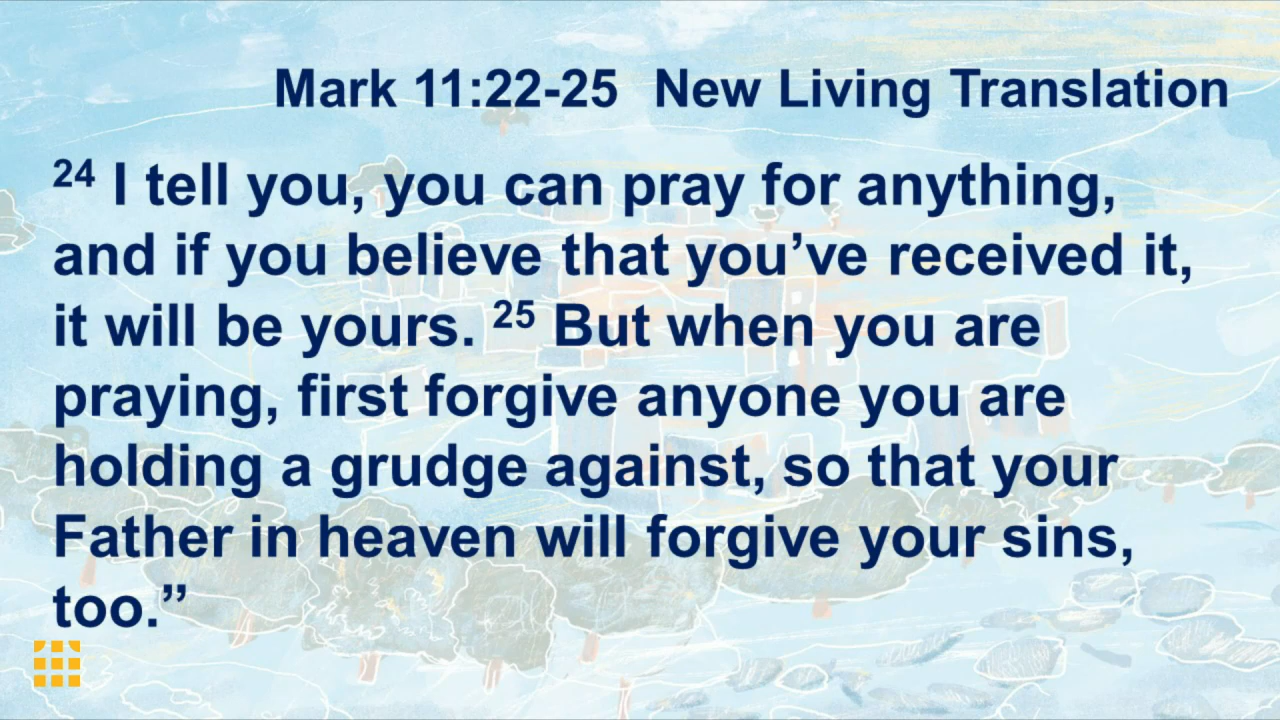 Mark 11:22-25 New Living Translation
24 I tell you, you can pray for anything,
and if you believe that you’ve received it,
it will be yours. 25 But when you are
praying, first forgive anyone you are
holding a grudge against, so that your
Father in heaven will forgive your sins,
too.”